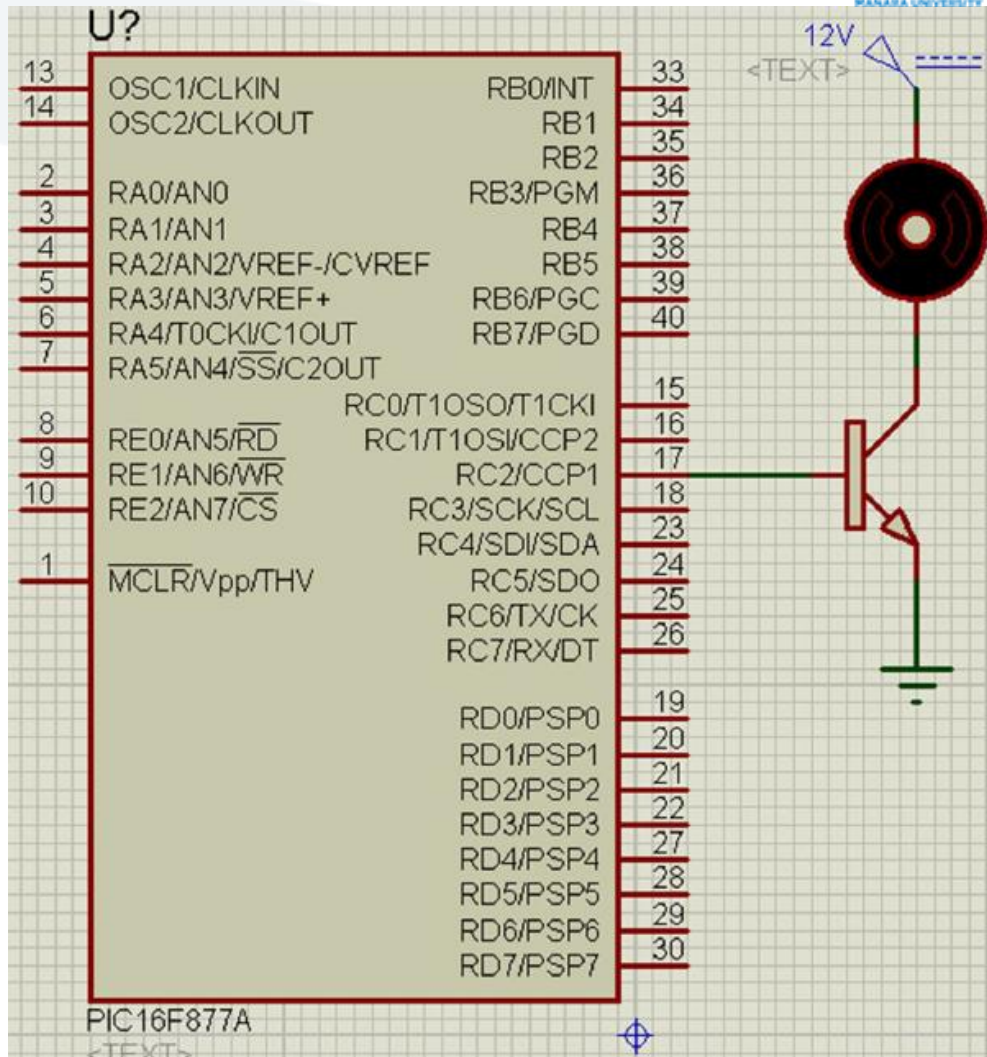 MANARA UNIVERSITY
U?
12V
<TEXT>
13 OSC1/CLKIN
14 OSC2/CLKOUT
2 RA0/AN0
3 RA1/AN1
4 RA2/AN2/VREF-/CVREF
5 RA3/AN3/VREF+
6 RA4/T0CKI/C1OUT
7 RA5/AN4/SS/C2OUT
8 RE0/AN5/RD
9 RE1/AN6/WR
10 RE2/AN7/CS
1 MCLR/Vpp/THV
RB0/INT 33
RB1 34
RB2 35
RB3/PGM 36
RB4 37
RB5 38
RB6/PGC 39
RB7/PGD 40
RC0/T1OSO/T1CKI 15
RC1/T1OSI/CCP2 16
RC2/CCP1 17
RC3/SCK/SCL 18
RC4/SDI/SDA 23
RC5/SDO 24
RC6/TX/CK 25
RC7/RX/DT 26
RD0/PSP0 19
RD1/PSP1 20
RD2/PSP2 21
RD3/PSP3 22
RD4/PSP4 27
RD5/PSP5 28
RD6/PSP6 29
RD7/PSP7 30
PIC16F877A
<TEXT>